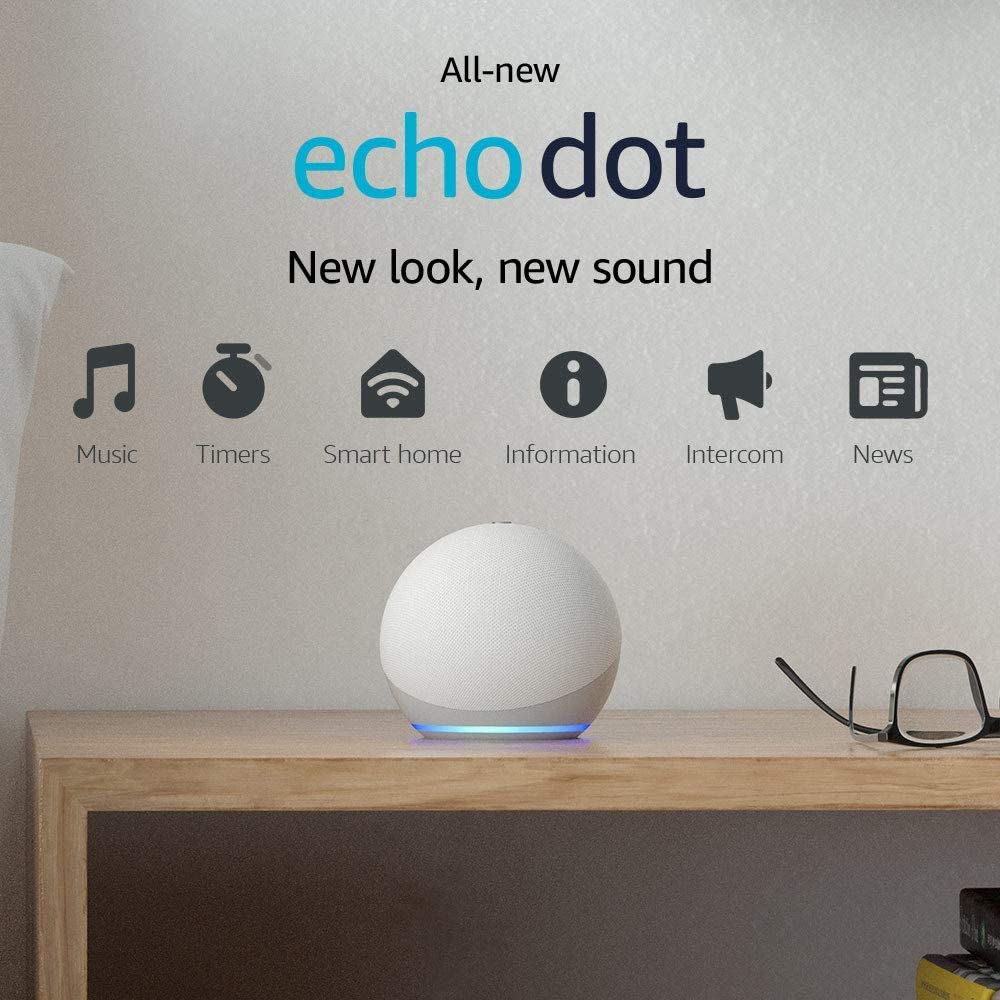 All-new
echo dot
New look, new sound
Music Timers Smart home Information Intercom News